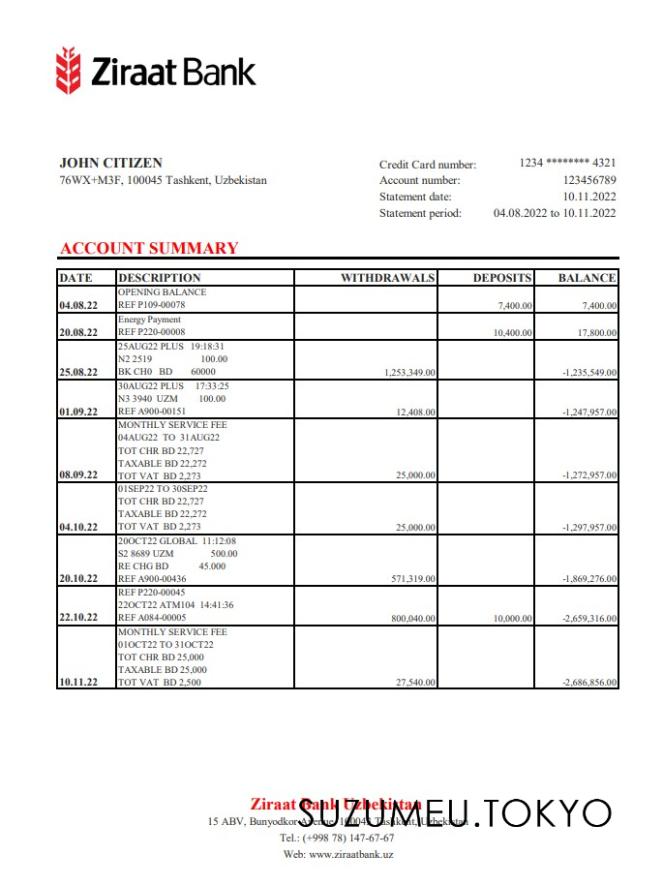 Ziraat Bank
JOHN CITIZEN
76WX+M3F, 100045 Tashkent, Uzbekistan
Credit Card number: 1234 ******** 4321
Account number: 123456789
Statement date: 10.11.2022
Statement period: 04.08.2022 to 10.11.2022
ACCOUNT SUMMARY
DATE DESCRIPTION WITHDRAWALS DEPOSITS BALANCE
OPENING BALANCE
04.08.22 REF P109-00078 7,400.00 7,400.00
Energy Payment
20.08.22 REF P220-00008 10,400.00 17,800.00
25AUG22 PLUS 19:18:31
N2 2519 100.00
25.08.22 BK CH0 BD 60000 1,253,349.00 -1,235,549.00
30AUG22 PLUS 17:33:25
N3 3940 UZM 100.00
01.09.22 REF A900-00151 12,408.00 -1,247,957.00
MONTHLY SERVICE FEE
04AUG22 TO 31AUG22
TOT CHR BD 22,727
TAXABLE BD 22,272
08.09.22 TOT VAT BD 2,273 25,000.00 -1,272,957.00
01SEP22 TO 30SEP22
TOT CHR BD 22,727
TAXABLE BD 22,272
04.10.22 TOT VAT BD 2,273 25,000.00 -1,297,957.00
20OCT22 GLOBAL 11:12:08
S2 8689 UZM 500.00
RE CHG BD 45.000
20.10.22 REF A900-00436 571,319.00 -1,869,276.00
REF P220-00045
22OCT22 ATM104 14:41:36
22.10.22 REF A084-00005 800,040.00 10,000.00 -2,659,316.00
MONTHLY SERVICE FEE
01OCT22 TO 31OCT22
TOT CHR BD 25,000
TAXABLE BD 25,000
10.11.22 TOT VAT BD 2,500 27,540.00 -2,686,856.00
Ziraat Bank Uzbekistan
SUZUMEU.TOKYO
15 ABV, Bunyodkor Avenue, 100043 Tashkent, Uzbekistan
Tel.: (+998 78) 147-67-67
Web: www.ziraatbank.uz